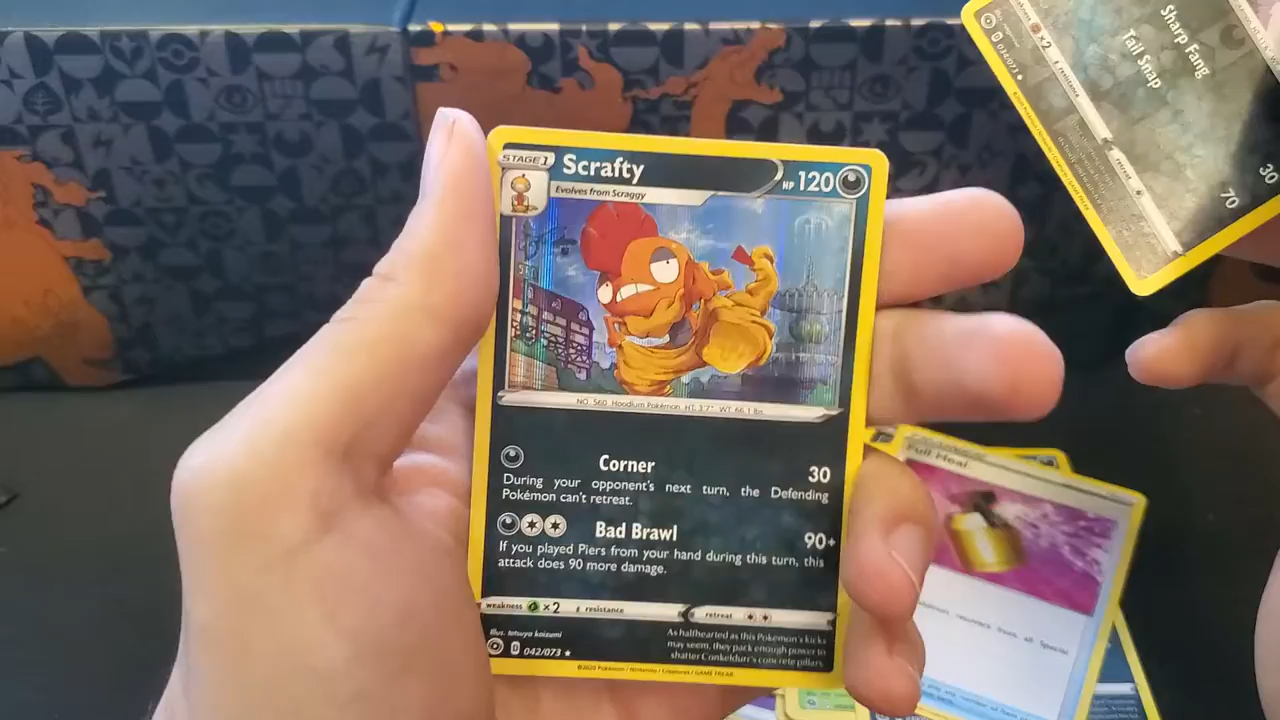 STAGE 1
Scrafty
HP 120
Evolves from Scraggy
NO. 560 Hoodlum Pokémon HT: 3'7" WT: 66.1 lbs
Corner 30
During your opponent's next turn, the Defending
Pokémon can't retreat.
Bad Brawl 90+
If you played Piers from your hand during this turn, this
attack does 90 more damage.
weakness ×2 resistance retreat
Illus. tatsuya koizumi
D 042/073 ★
As halfhearted as this Pokémon's kicks
may seem, they pack enough power to
shatter Conkeldurr's concrete pillars.
©2020 Pokémon / Nintendo / Creatures / GAME FREAK
Sharp Fang 30
Tail Snap 70
weakness ×2 resistance retreat